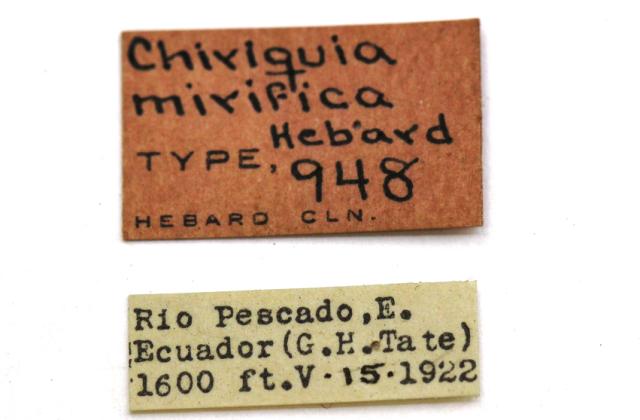 Chiriquia
mirifica
Hebard
TYPE, 948
HEBARD CLN.
Rio Pescado, E.
Ecuador (G.H.Tate)
1600 ft.V·15·1922